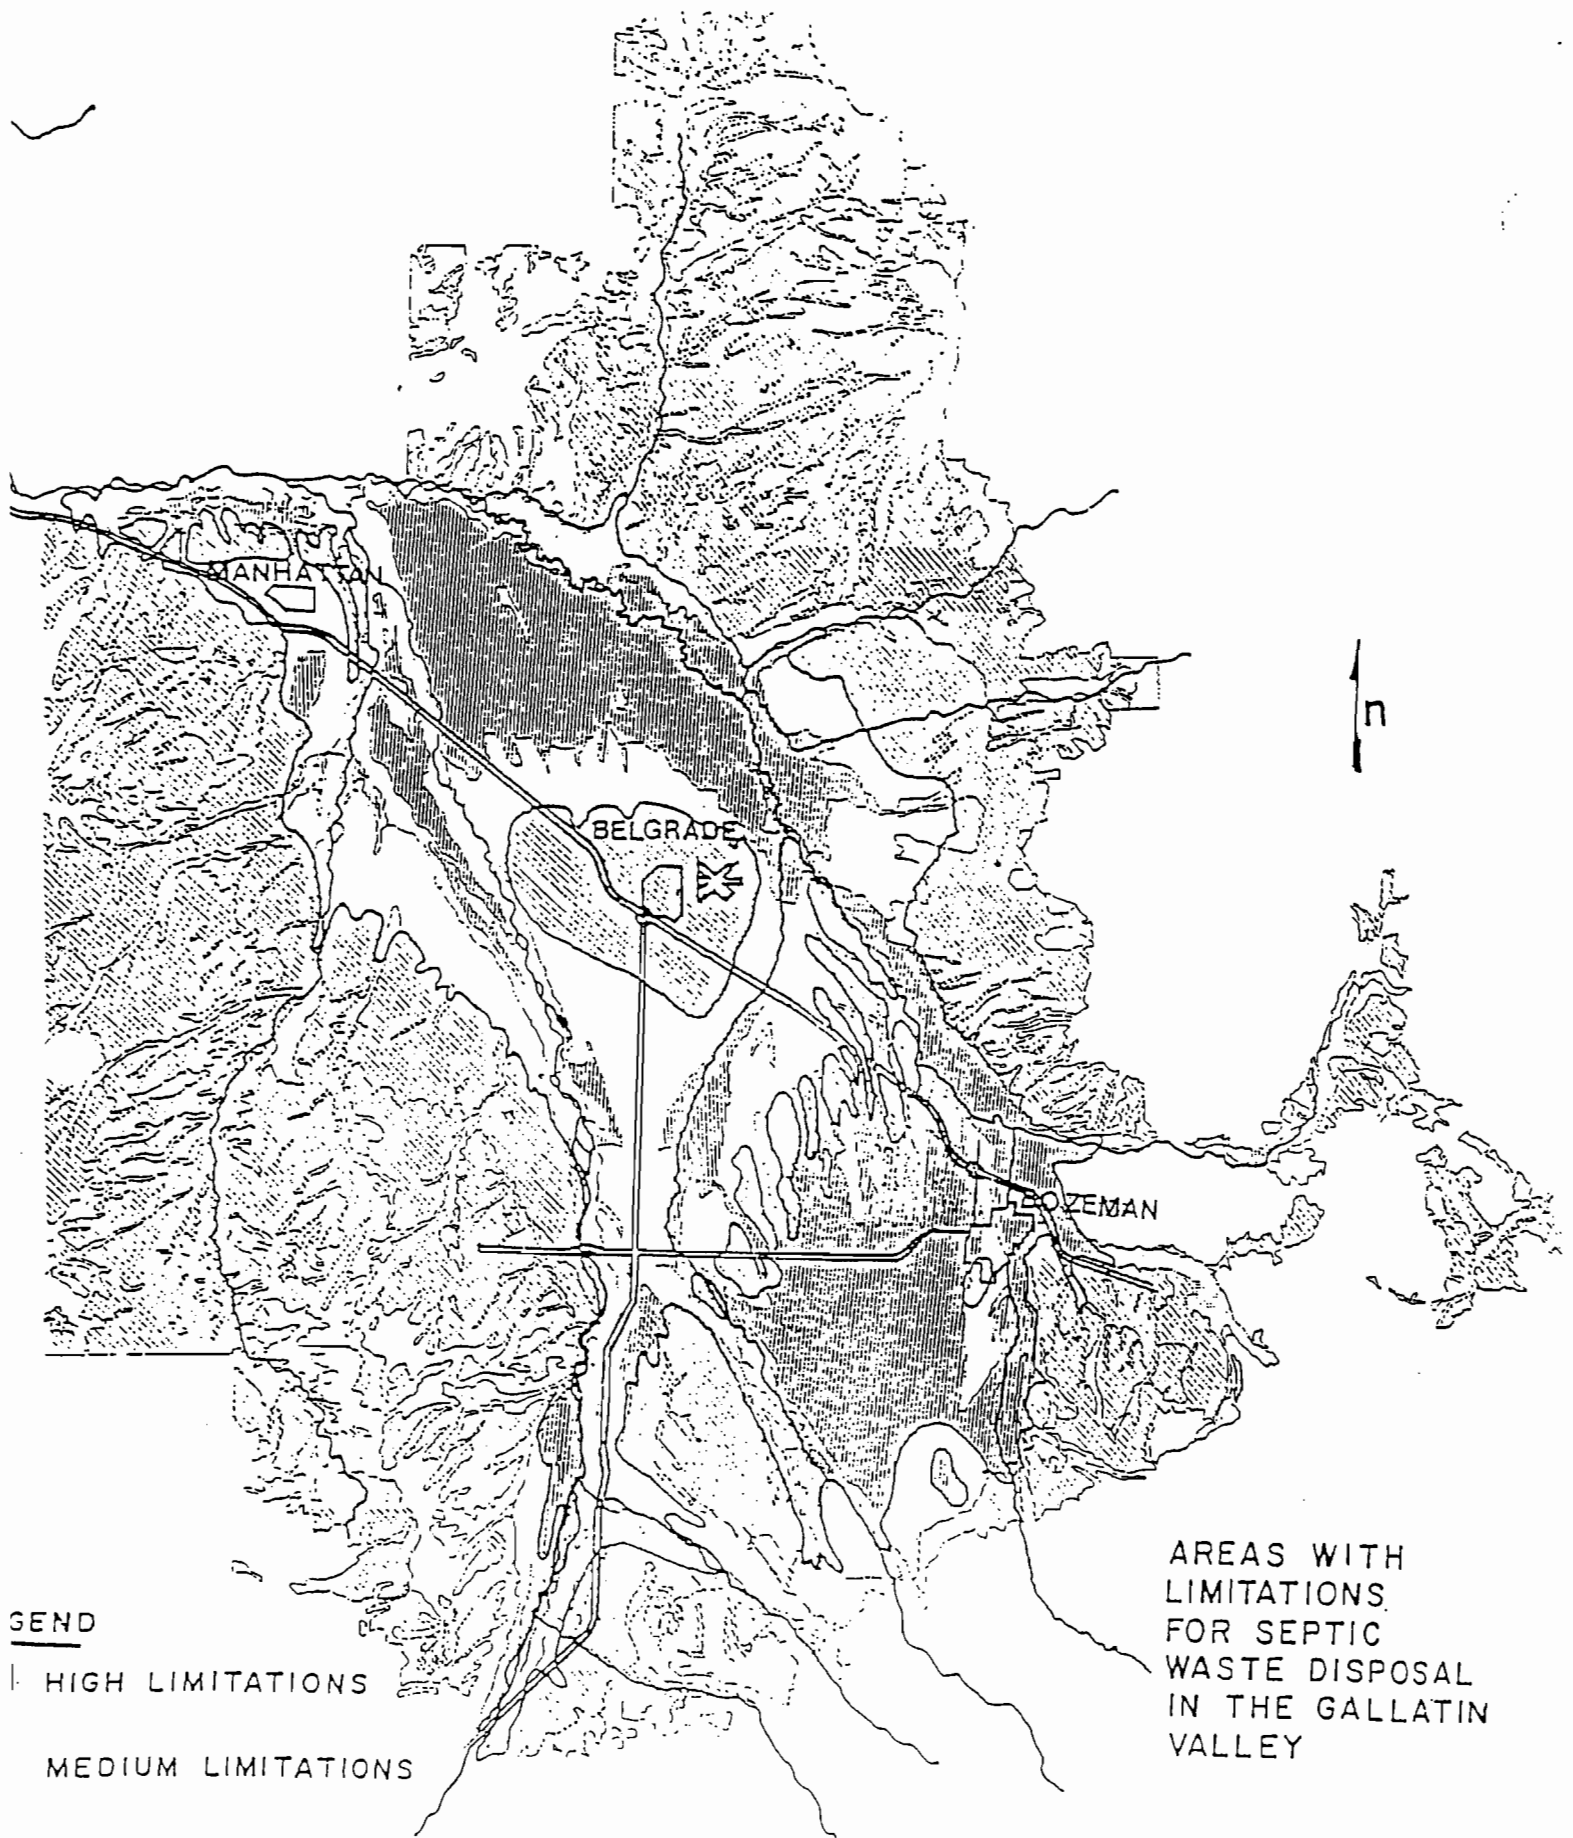 MANHATTAN
BELGRADE
BOZEMAN
n
AREAS WITH
LIMITATIONS
FOR SEPTIC
WASTE DISPOSAL
IN THE GALLATIN
VALLEY
GEND
HIGH LIMITATIONS
MEDIUM LIMITATIONS